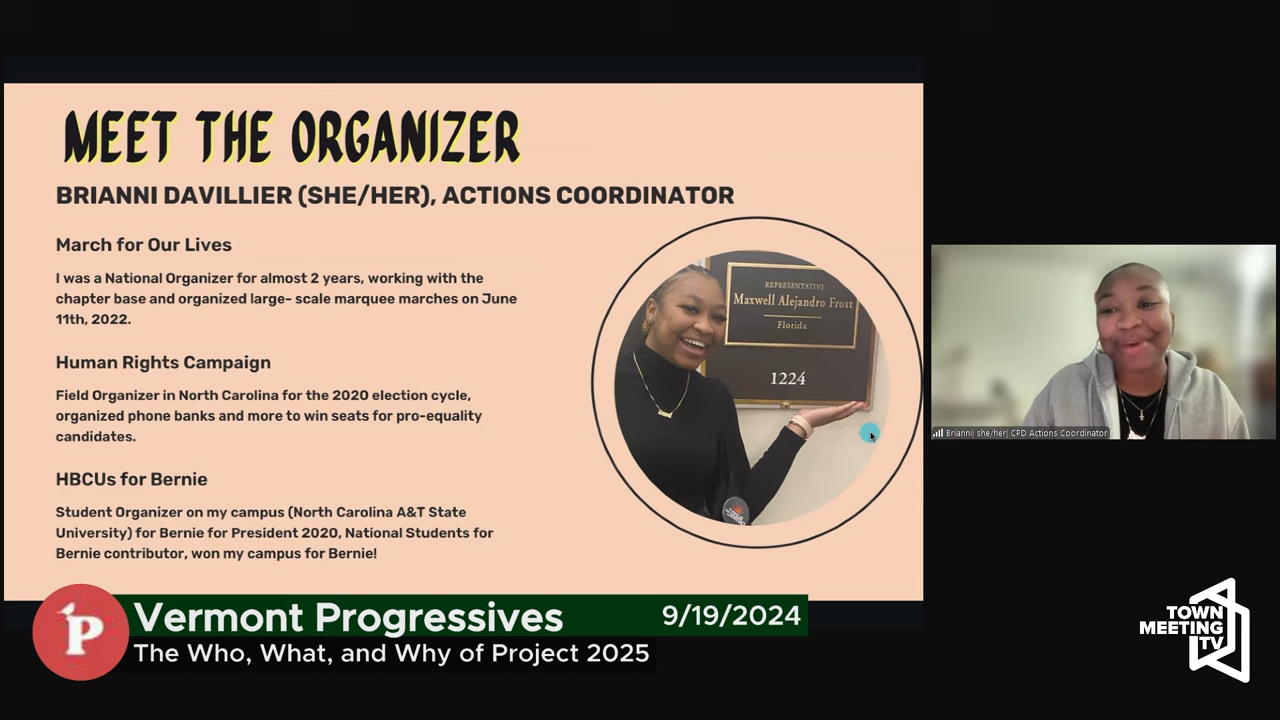 MEET THE ORGANIZER
BRIANNI DAVILLIER (SHE/HER), ACTIONS COORDINATOR
March for Our Lives
I was a National Organizer for almost 2 years, working with the
chapter base and organized large- scale marquee marches on June
11th, 2022.
Human Rights Campaign
Field Organizer in North Carolina for the 2020 election cycle,
organized phone banks and more to win seats for pro-equality
candidates.
HBCUs for Bernie
Student Organizer on my campus (North Carolina A&T State
University) for Bernie for President 2020, National Students for
Bernie contributor, won my campus for Bernie!
REPRESENTATIVE
Maxwell Alejandro Frost
Florida
1224
Brianni| she/her| CPD Actions Coordinator
P
Vermont Progressives 9/19/2024
The Who, What, and Why of Project 2025
TOWN
MEETING
TV